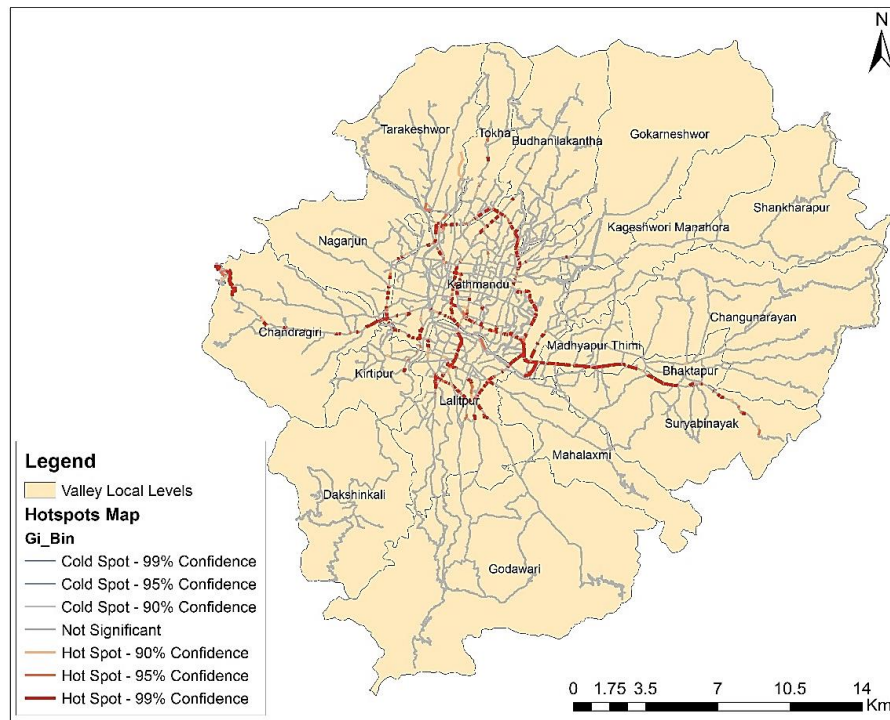 N
Tarakeshwor
Tokha
Budhanilakantha
Gokarneshwor
Shankharapur
Kageshwori Manahora
Nagarjun
Kathmandu
Changunarayan
Chandragiri
Madhyapur Thimi
Bhaktapur
Kirtipur
Lalitpur
Suryabinayak
Mahalaxmi
Dakshinkali
Godawari
Legend
Valley Local Levels
Hotspots Map
Gi_Bin
Cold Spot - 99% Confidence
Cold Spot - 95% Confidence
Cold Spot - 90% Confidence
Not Significant
Hot Spot - 90% Confidence
Hot Spot - 95% Confidence
Hot Spot - 99% Confidence
0 1.75 3.5 7 10.5 14
Km